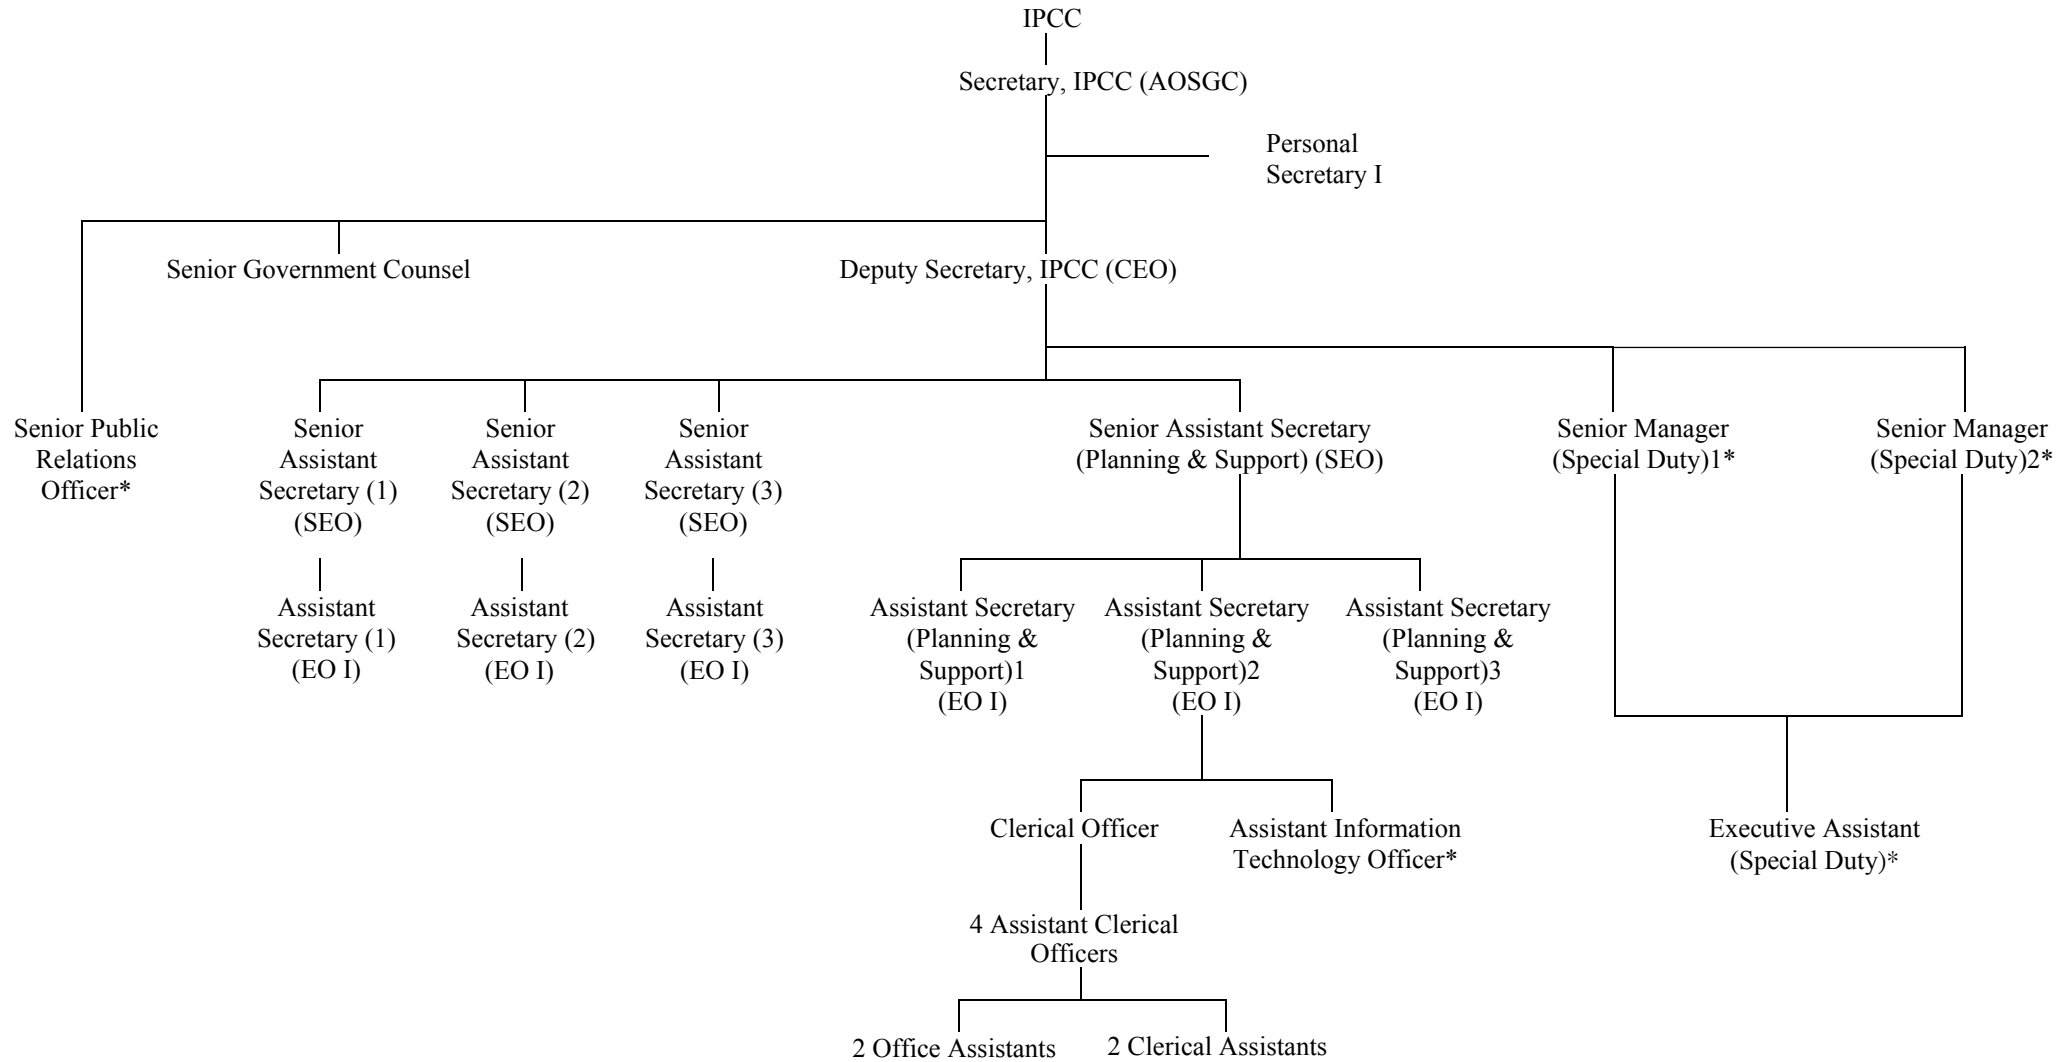 IPCC
Secretary, IPCC (AOSGC)
Personal
Secretary I
Senior Government Counsel
Deputy Secretary, IPCC (CEO)
Senior Public
Relations
Officer*
Senior
Assistant
Secretary (1)
(SEO)
Senior
Assistant
Secretary (2)
(SEO)
Senior
Assistant
Secretary (3)
(SEO)
Senior Assistant Secretary
(Planning & Support) (SEO)
Senior Manager
(Special Duty)1*
Senior Manager
(Special Duty)2*
Assistant
Secretary (1)
(EO I)
Assistant
Secretary (2)
(EO I)
Assistant
Secretary (3)
(EO I)
Assistant Secretary
(Planning &
Support)1
(EO I)
Assistant Secretary
(Planning &
Support)2
(EO I)
Assistant Secretary
(Planning &
Support)3
(EO I)
Clerical Officer
Assistant Information
Technology Officer*
Executive Assistant
(Special Duty)*
4 Assistant Clerical
Officers
2 Office Assistants
2 Clerical Assistants